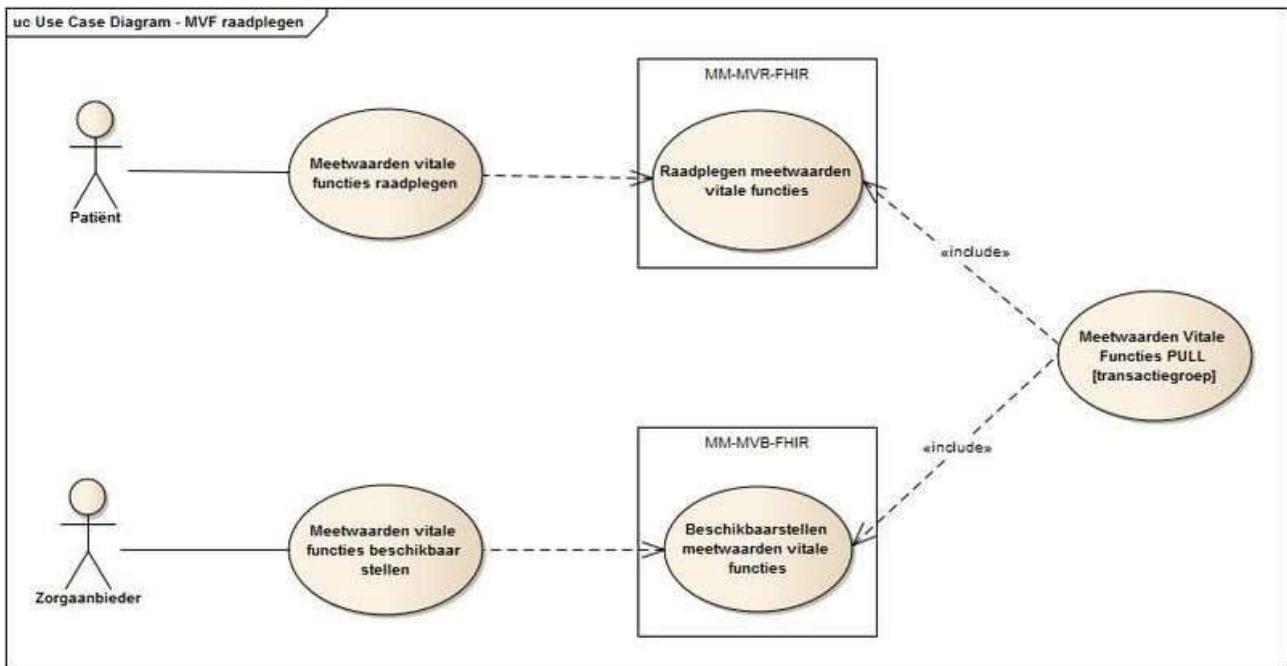 uc Use Case Diagram - MVF raadplegen
MM-MVR-FHIR
Patiënt
Meetwaarden vitale
functies raadplegen
Raadplegen meetwaarden
vitale functies
«include»
Meetwaarden Vitale
Functies PULL
[transactiegroep]
«include»
MM-MVB-FHIR
Zorgaanbieder
Meetwaarden vitale
functies beschikbaar
stellen
Beschikbaarstellen
meetwaarden vitale
functies